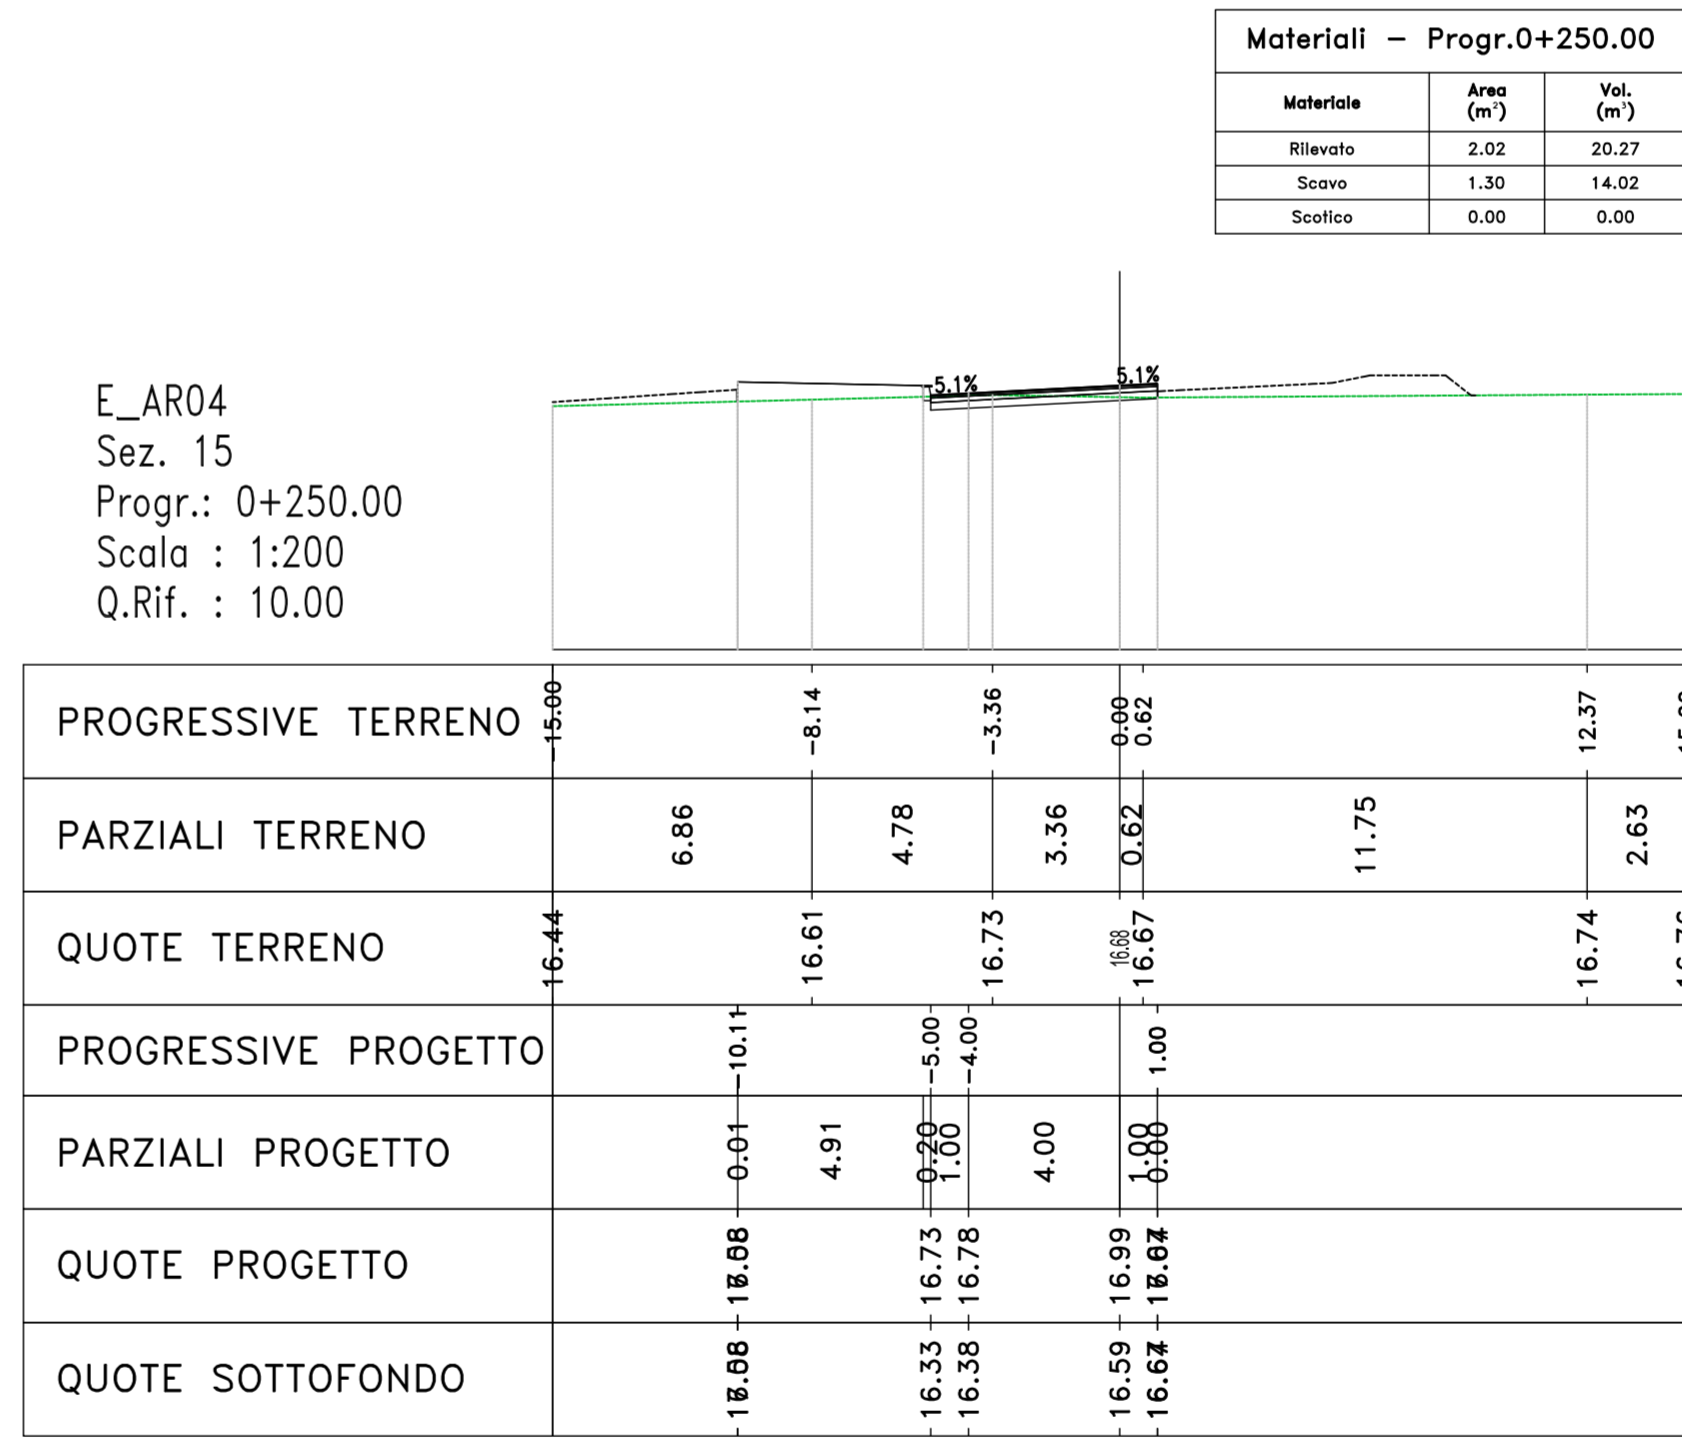 Materiali - Progr.0+250.00
Materiale Area (m²) Vol. (m³)
Rilevato 2.02 20.27
Scavo 1.30 14.02
Scotico 0.00 0.00
5.1% 5.1%
E_AR04
Sez. 15
Progr.: 0+250.00
Scala : 1:200
Q.Rif. : 10.00
PROGRESSIVE TERRENO -15.00 -8.14 -3.36 0.00 0.62 12.37
PARZIALI TERRENO 6.86 4.78 3.36 0.62 11.75 2.63
QUOTE TERRENO 16.44 16.61 16.73 16.68 16.67 16.74
PROGRESSIVE PROGETTO -10.11 -5.00 -4.00 1.00
PARZIALI PROGETTO 0.01 4.91 0.20 1.00 4.00 1.00 0.00
QUOTE PROGETTO 16.73 16.78 16.99
QUOTE SOTTOFONDO 16.33 16.38 16.59